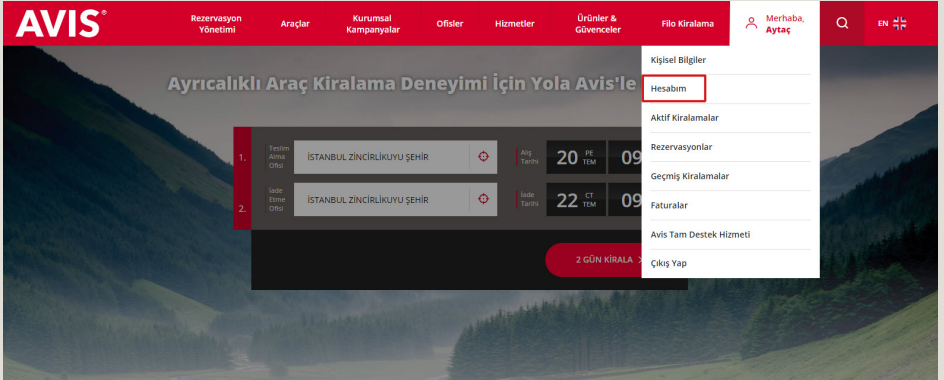 AVIS®
Rezervasyon
Yönetimi
Araçlar
Kurumsal
Kampanyalar
Ofisler
Hizmetler
Ürünler &
Güvenceler
Filo Kiralama
Merhaba,
Aytaç
EN
Kişisel Bilgiler
Hesabım
Aktif Kiralamalar
Rezervasyonlar
Geçmiş Kiralamalar
Faturalar
Avis Tam Destek Hizmeti
Çıkış Yap
Ayrıcalıklı Araç Kiralama Deneyimi İçin Yola Avis'le
1.
Teslim
Alma
Ofisi
İSTANBUL ZİNCİRLİKUYU ŞEHİR
Alış
Tarihi
20 PE
TEM
09
2.
İade
Etme
Ofisi
İSTANBUL ZİNCİRLİKUYU ŞEHİR
İade
Tarihi
22 CT
TEM
09
2 GÜN KİRALA